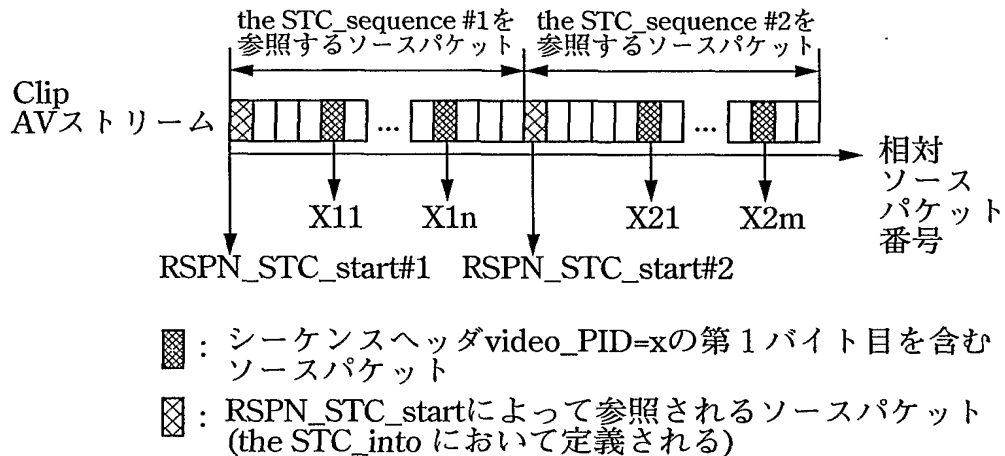 the STC_sequence #1を
参照するソースパケット
the STC_sequence #2を
参照するソースパケット
Clip
AVストリーム
...
...
相対
ソース
パケット
番号
X11
X1n
X21
X2m
RSPN_STC_start#1
RSPN_STC_start#2
: シーケンスヘッダvideo_PID=xの第1バイト目を含む
ソースパケット
: RSPN_STC_startによって参照されるソースパケット
(the STC_into において定義される)